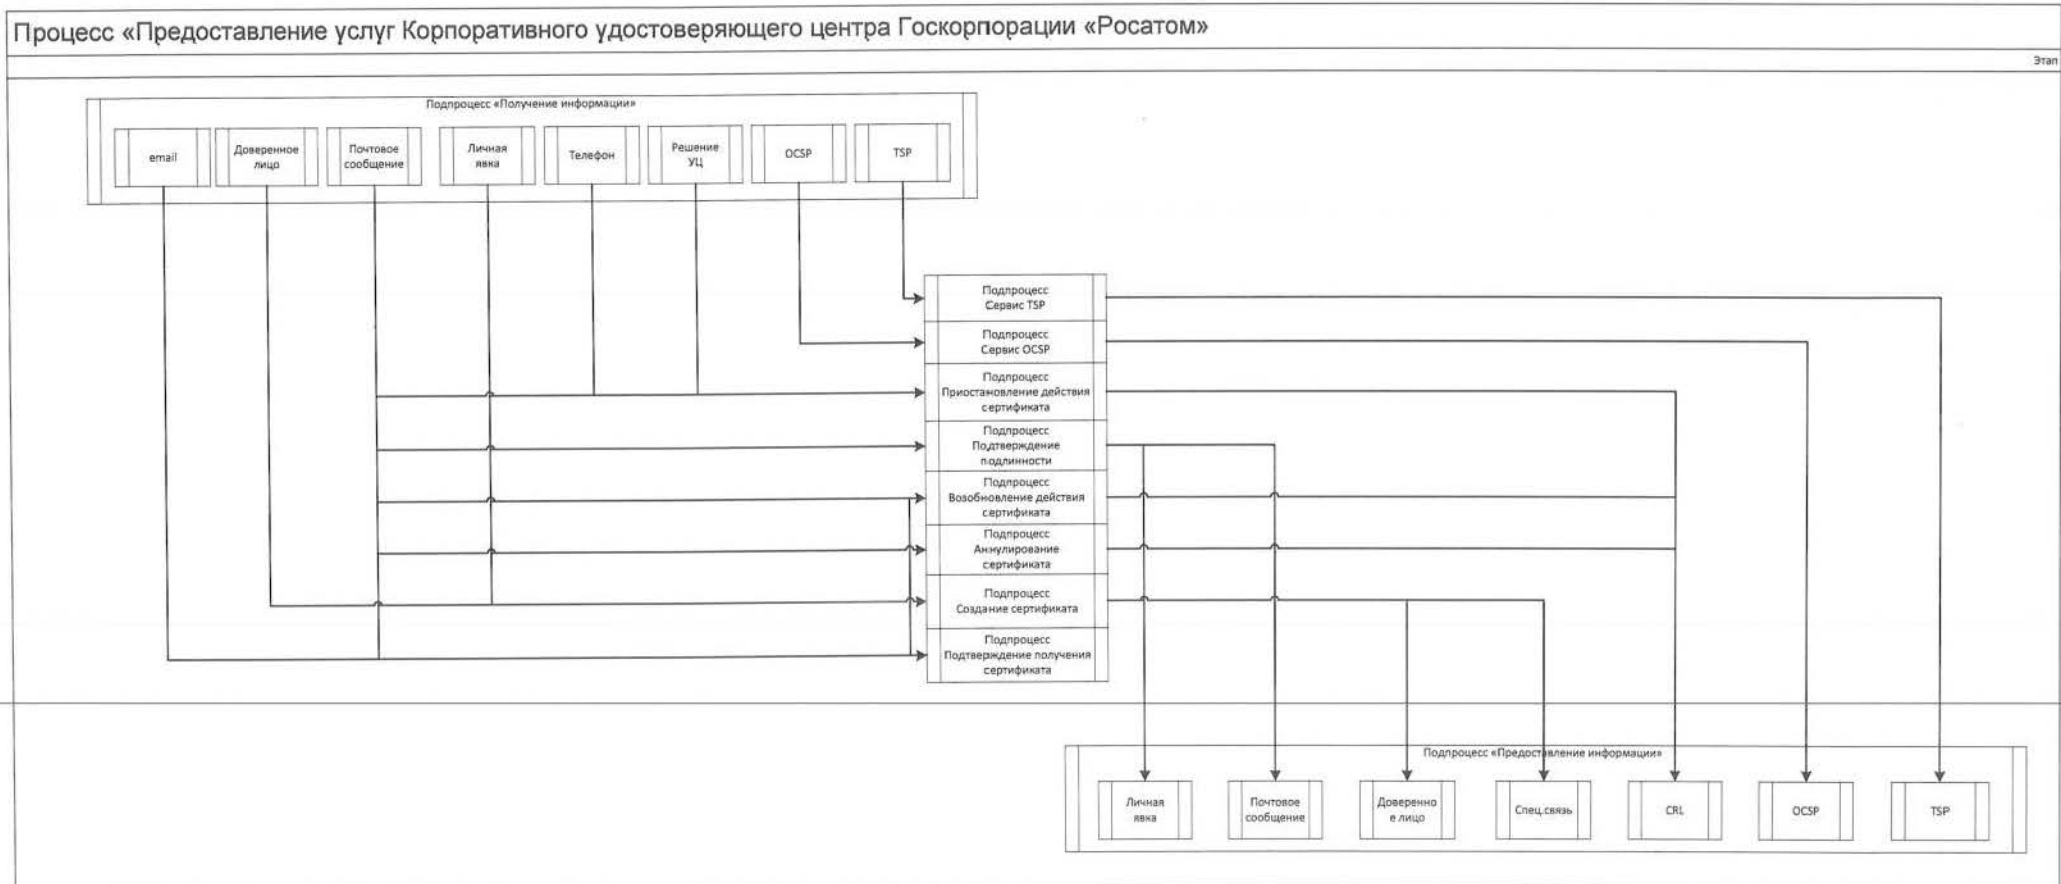 Процесс «Предоставление услуг Корпоративного удостоверяющего центра Госкорпорации «Росатом»
Этап
Подпроцесс «Получение информации»
email
Доверенное
лицо
Почтовое
сообщение
Личная
явка
Телефон
Решение
УЦ
OCSP
TSP
Подпроцесс
Сервис TSP
Подпроцесс
Сервис OCSP
Подпроцесс
Приостановление действия
сертификата
Подпроцесс
Подтверждение
подлинности
Подпроцесс
Возобновление действия
сертификата
Подпроцесс
Аннулирование
сертификата
Подпроцесс
Создание сертификата
Подпроцесс
Подтверждение получения
сертификата
Подпроцесс «Предоставление информации»
Личная
явка
Почтовое
сообщение
Доверенно
е лицо
Спец.связь
CRL
OCSP
TSP